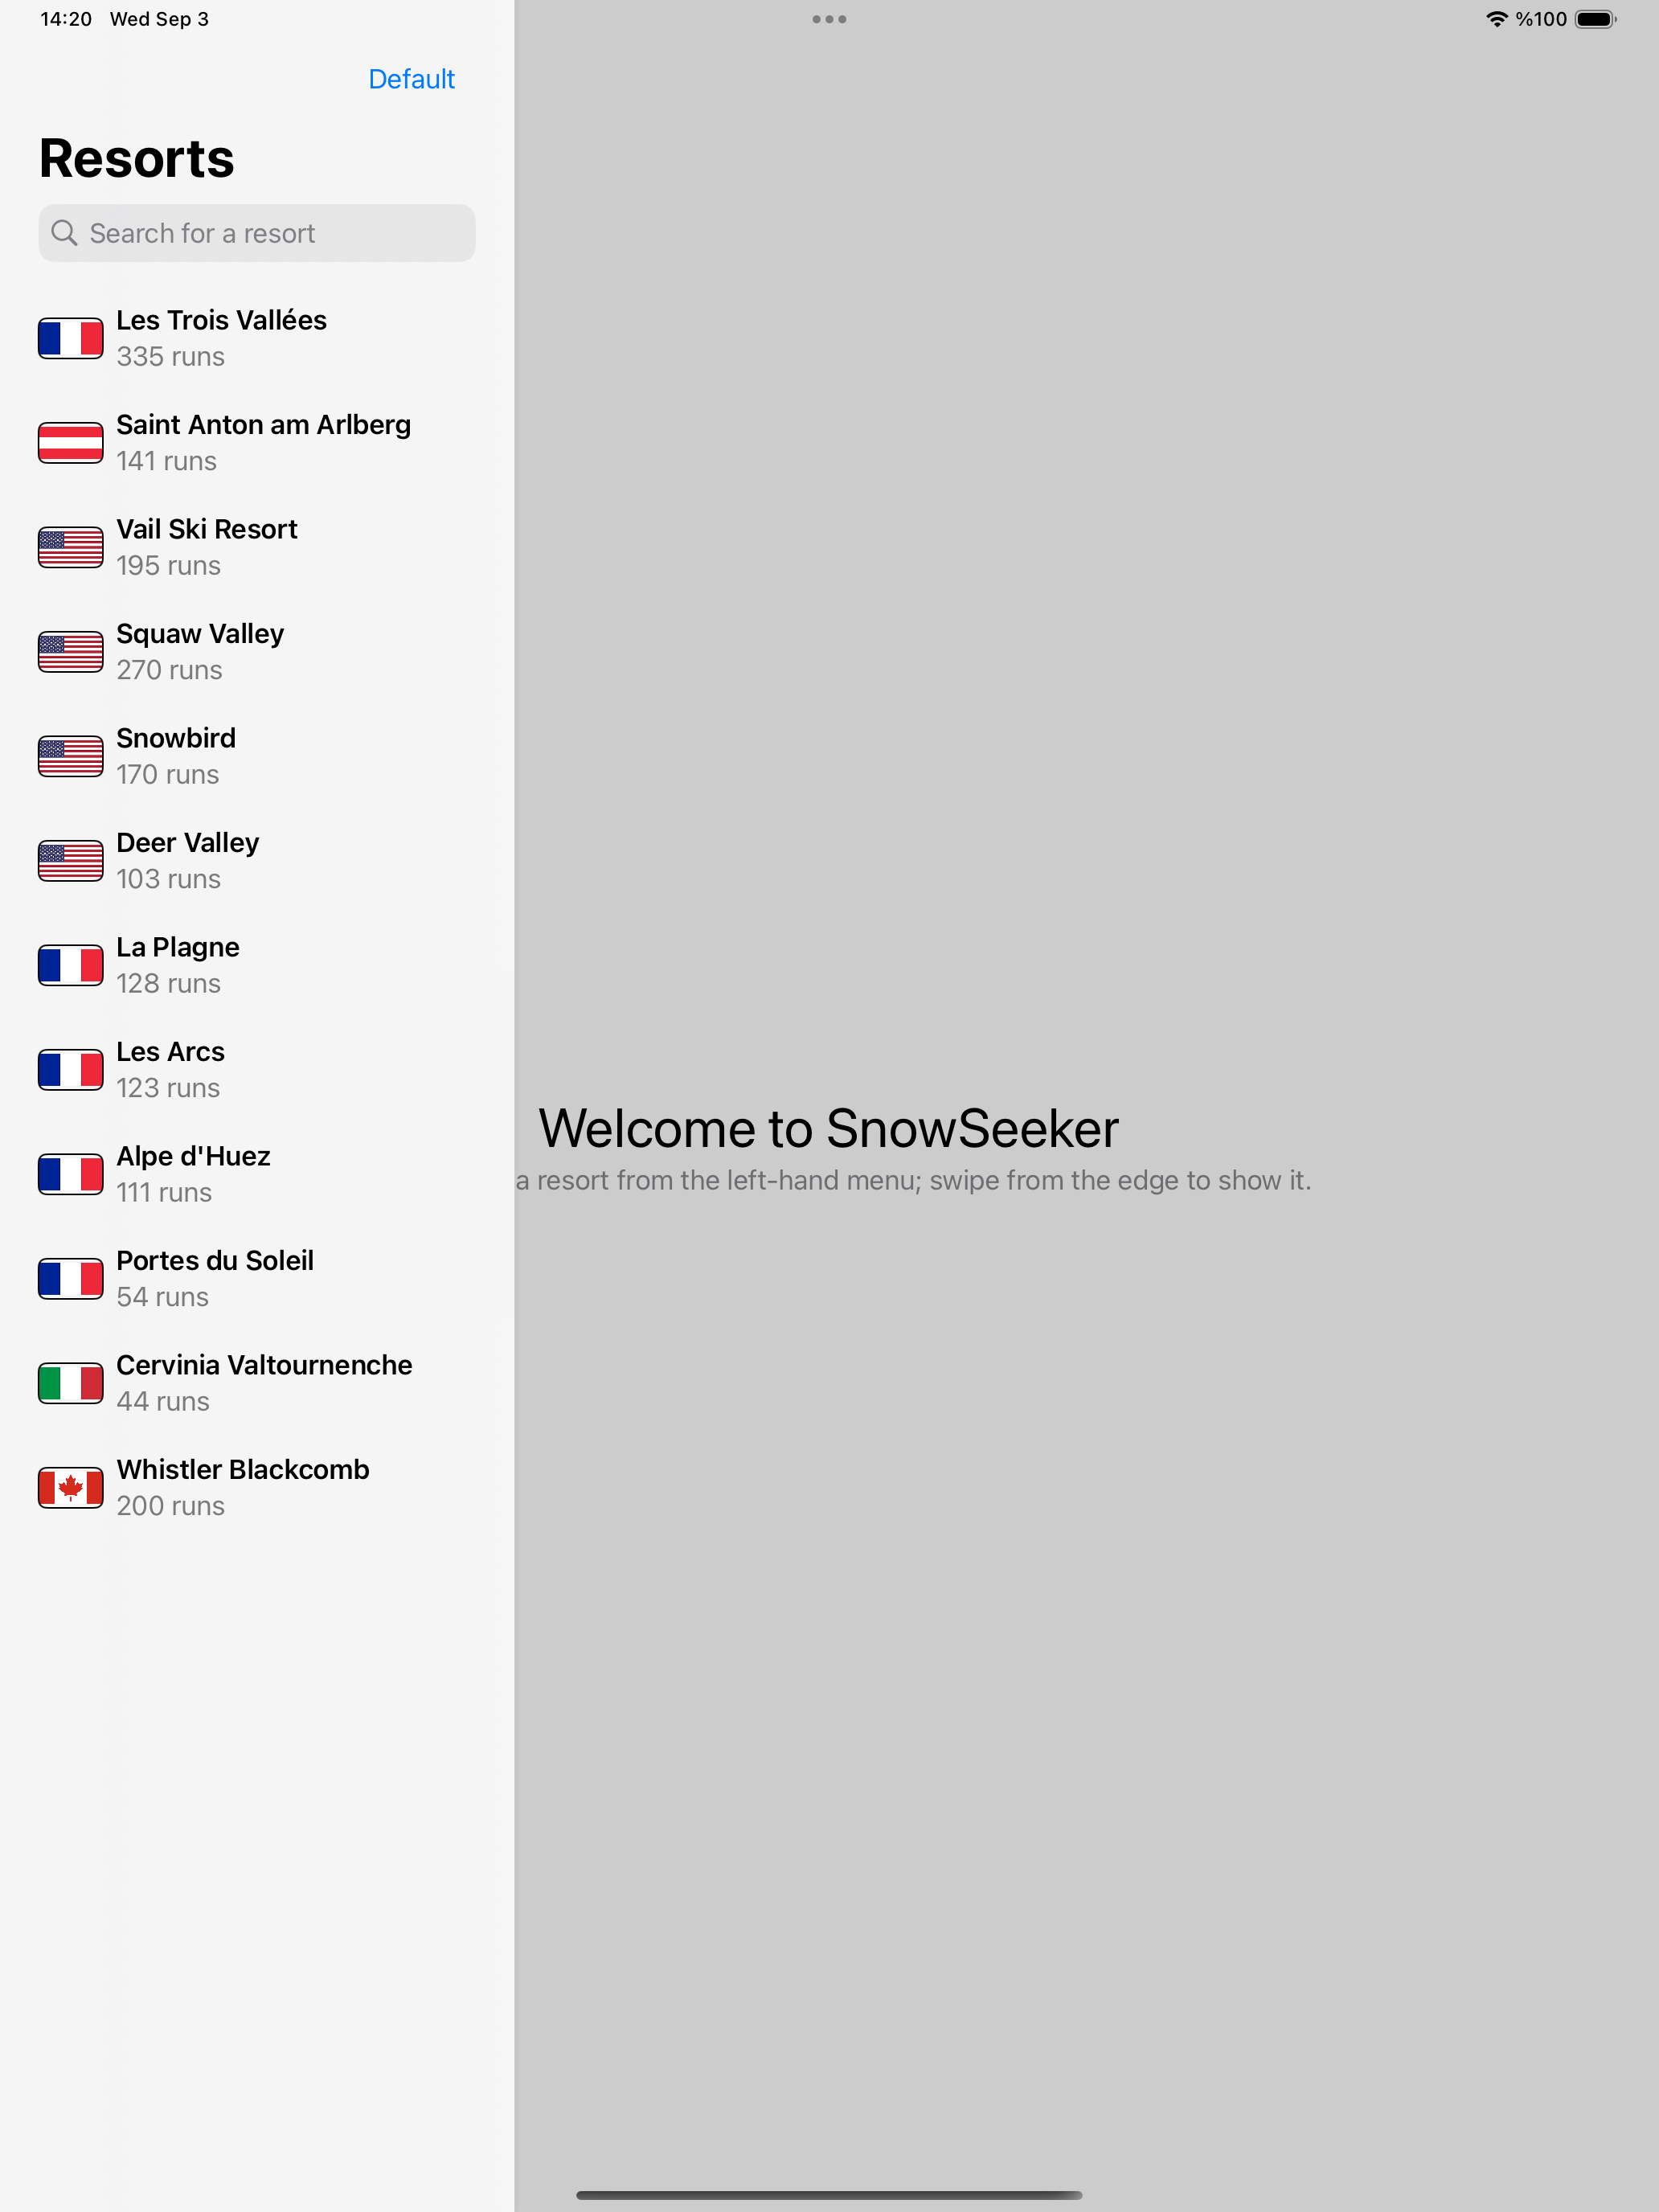 14:20 Wed Sep 3
%100
Default
Resorts
Search for a resort
Les Trois Vallées
335 runs
Saint Anton am Arlberg
141 runs
Vail Ski Resort
195 runs
Squaw Valley
270 runs
Snowbird
170 runs
Deer Valley
103 runs
La Plagne
128 runs
Les Arcs
123 runs
Alpe d'Huez
111 runs
Portes du Soleil
54 runs
Cervinia Valtournenche
44 runs
Whistler Blackcomb
200 runs
Welcome to SnowSeeker
a resort from the left-hand menu; swipe from the edge to show it.